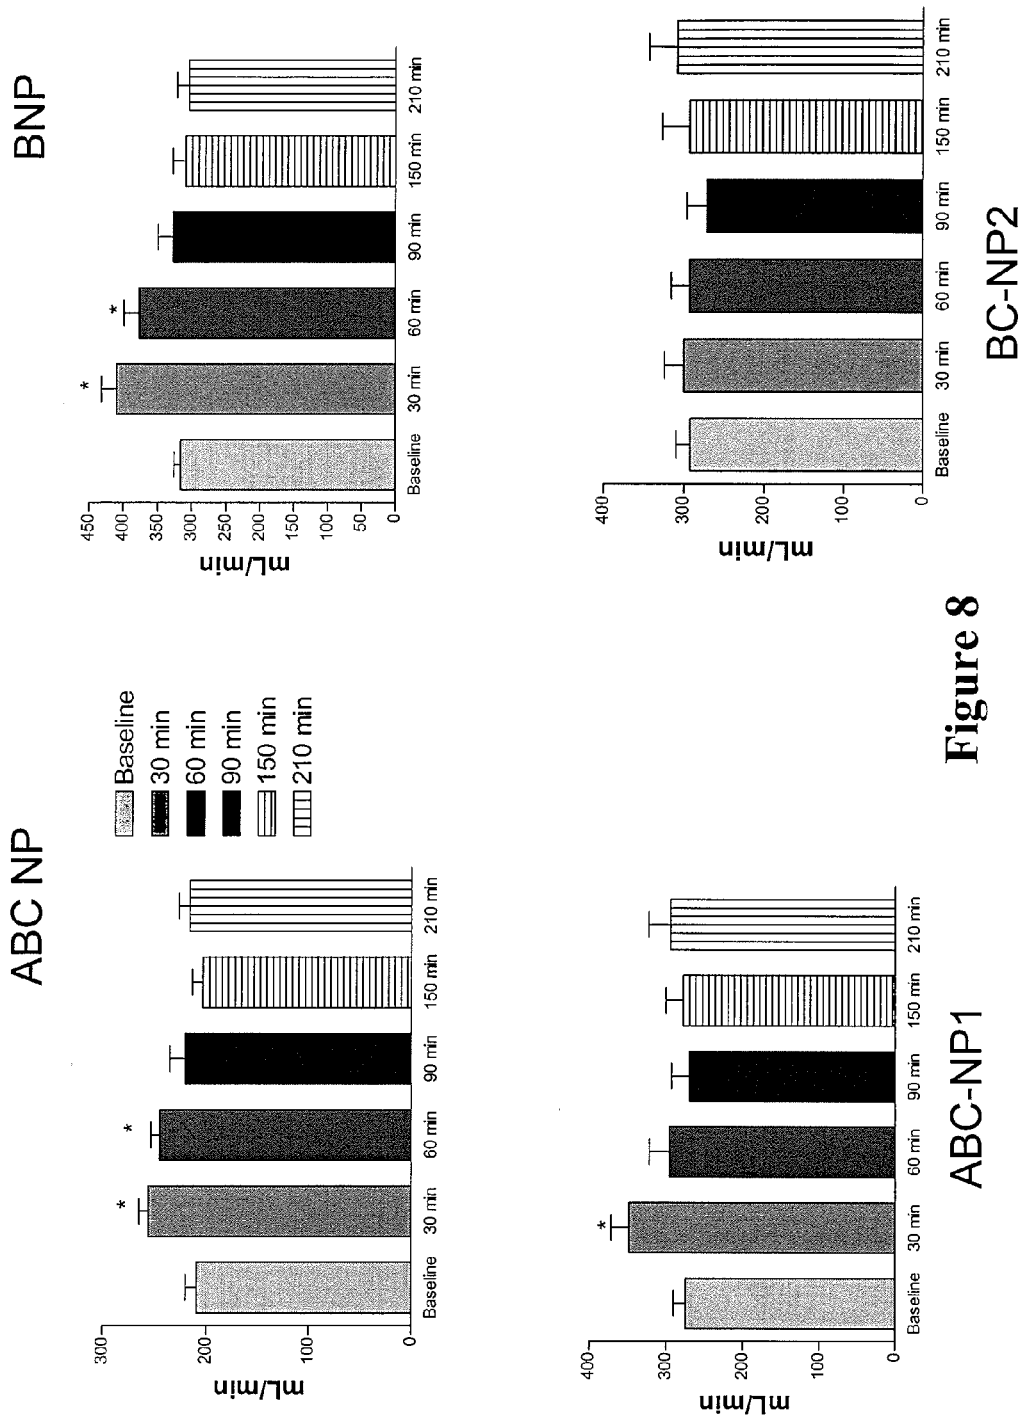 ABC NP
mL/min
300
200
100
0
Baseline
30 min
60 min
90 min
150 min
210 min
*
*
Baseline
30 min
60 min
90 min
150 min
210 min
BNP
mL/min
450
400
350
300
250
200
150
100
50
0
Baseline
30 min
60 min
90 min
150 min
210 min
*
*
mL/min
400
300
200
100
0
Baseline
30 min
60 min
90 min
150 min
210 min
*
ABC-NP1
mL/min
400
300
200
100
0
Baseline
30 min
60 min
90 min
150 min
210 min
BC-NP2
Figure 8